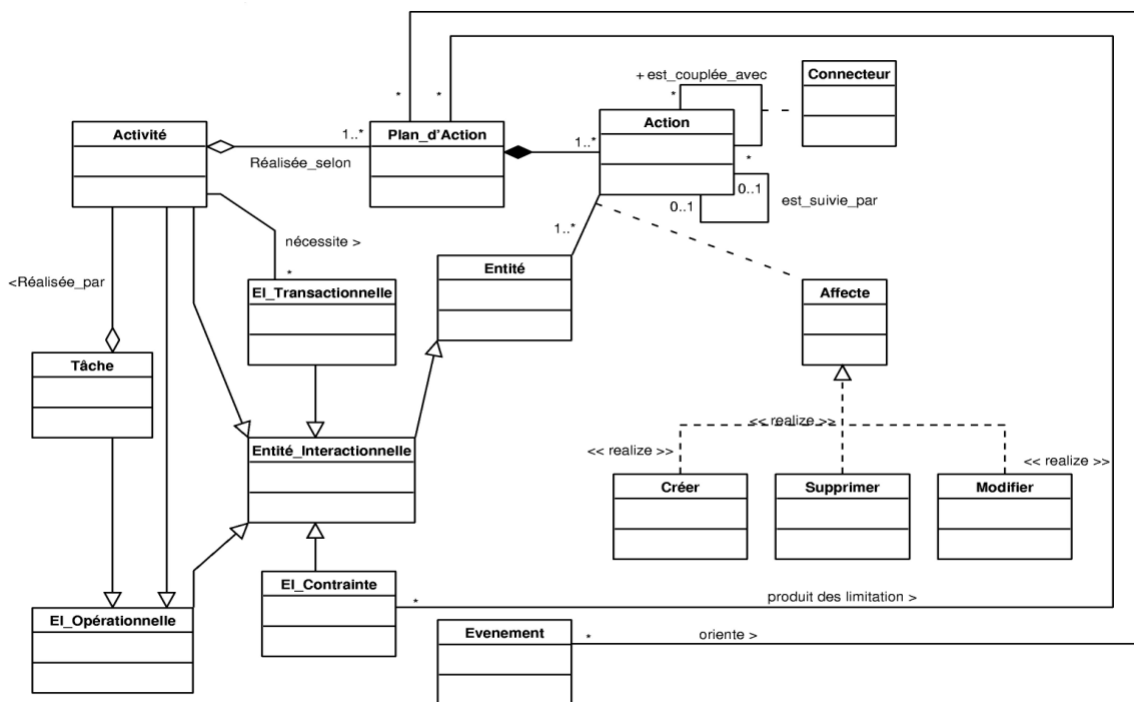 + est_couplée_avec
Connecteur
*
*
*
Action
Activité
1..*
Plan_d'Action
1..*
*
Réalisée_selon
0..1
0..1
est_suivie_par
1..*
nécessite >
Entité
*
<Réalisée_par
EI_Transactionnelle
Affecte
Tâche
<< realize >>
Entité_Interactionnelle
<< realize >>
<< realize >>
Créer
Supprimer
Modifier
EI_Contrainte
*
produit des limitation >
EI_Opérationnelle
Evenement
*
oriente >